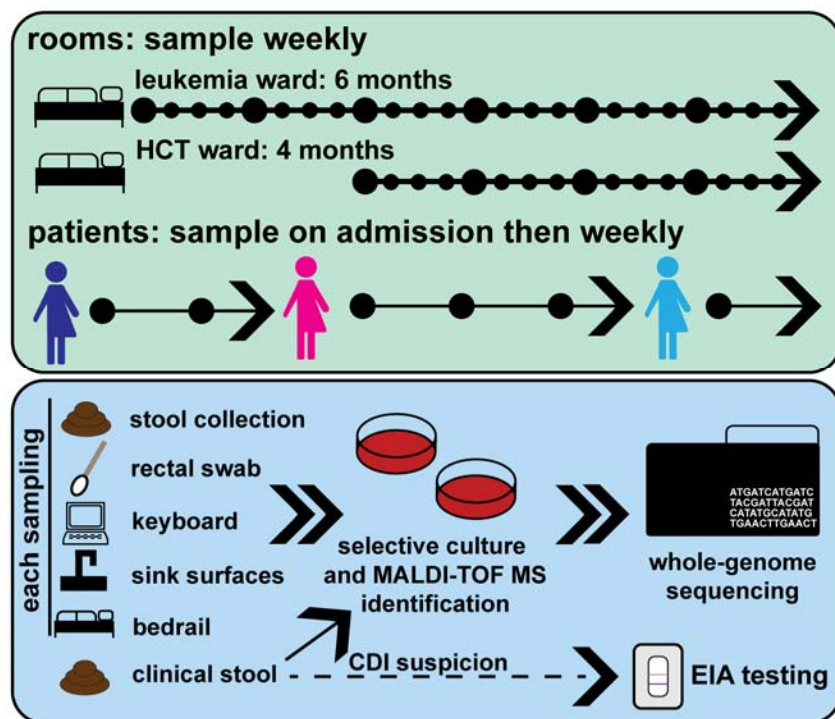 rooms: sample weekly
leukemia ward: 6 months
HCT ward: 4 months
patients: sample on admission then weekly
each sampling
stool collection
rectal swab
keyboard
sink surfaces
bedrail
clinical stool
selective culture
and MALDI-TOF MS
identification
CDI suspicion
ATGATCATGATC
TACGATTACGAT
CATATGCATATG
TGAACTTGAACT
whole-genome
sequencing
EIA testing